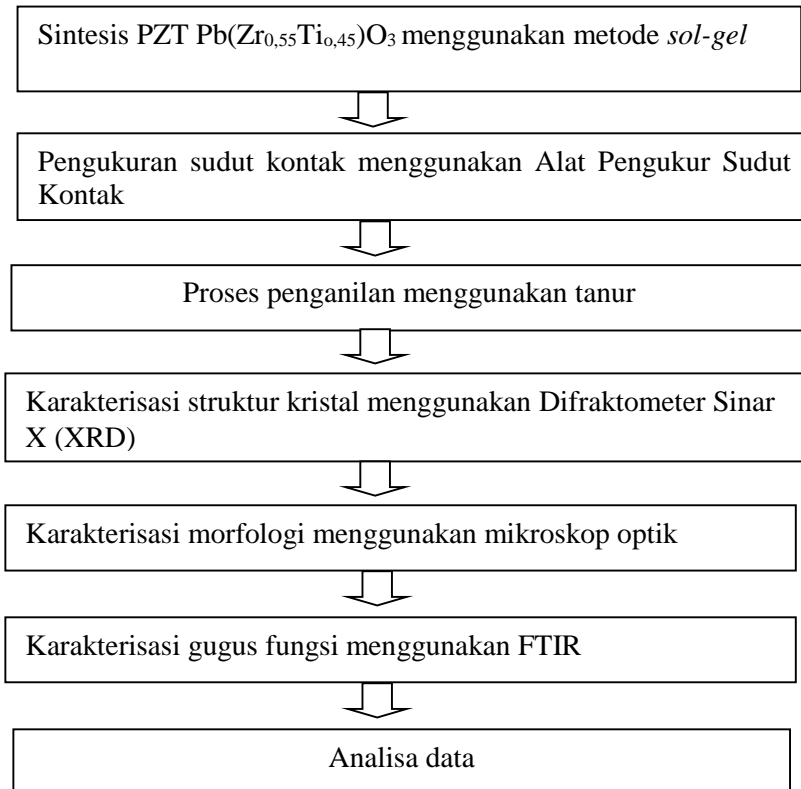 Sintesis PZT Pb(Zr0,55Tio,45)O3 menggunakan metode sol-gel
Pengukuran sudut kontak menggunakan Alat Pengukur Sudut
Kontak
Proses penganilan menggunakan tanur
Karakterisasi struktur kristal menggunakan Difraktometer Sinar
X (XRD)
Karakterisasi morfologi menggunakan mikroskop optik
Karakterisasi gugus fungsi menggunakan FTIR
Analisa data